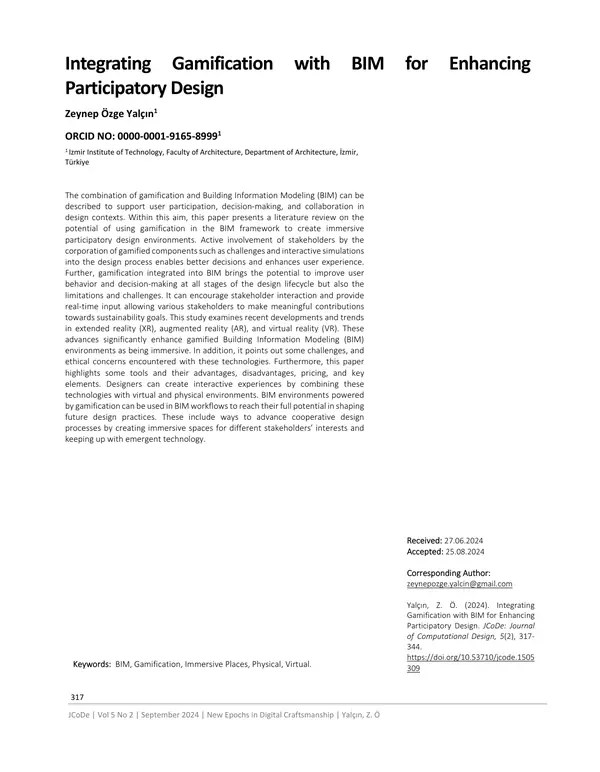 Integrating Gamification with BIM for Enhancing
Participatory Design
Zeynep Özge Yalçın1
ORCID NO: 0000-0001-9165-89991
1 Izmir Institute of Technology, Faculty of Architecture, Department of Architecture, İzmir,
Türkiye
The combination of gamification and Building Information Modeling (BIM) can be
described to support user participation, decision-making, and collaboration in
design contexts. Within this aim, this paper presents a literature review on the
potential of using gamification in the BIM framework to create immersive
participatory design environments. Active involvement of stakeholders by the
corporation of gamified components such as challenges and interactive simulations
into the design process enables better decisions and enhances user experience.
Further, gamification integrated into BIM brings the potential to improve user
behavior and decision-making at all stages of the design lifecycle but also the
limitations and challenges. It can encourage stakeholder interaction and provide
real-time input allowing various stakeholders to make meaningful contributions
towards sustainability goals. This study examines recent developments and trends
in extended reality (XR), augmented reality (AR), and virtual reality (VR). These
advances significantly enhance gamified Building Information Modeling (BIM)
environments as being immersive. In addition, it points out some challenges, and
ethical concerns encountered with these technologies. Furthermore, this paper
highlights some tools and their advantages, disadvantages, pricing, and key
elements. Designers can create interactive experiences by combining these
technologies with virtual and physical environments. BIM environments powered
by gamification can be used in BIM workflows to reach their full potential in shaping
future design practices. These include ways to advance cooperative design
processes by creating immersive spaces for different stakeholders' interests and
keeping up with emergent technology.
Received: 27.06.2024
Accepted: 25.08.2024
Corresponding Author:
zeynepozge.yalcin@gmail.com
Yalçın, Z. Ö. (2024). Integrating
Gamification with BIM for Enhancing
Participatory Design. JCoDe: Journal
of Computational Design, 5(2), 317-
344.
https://doi.org/10.53710/jcode.1505
309
Keywords: BIM, Gamification, Immersive Places, Physical, Virtual.
317
JCoDe | Vol 5 No 2 | September 2024 | New Epochs in Digital Craftsmanship | Yalçın, Z. Ö